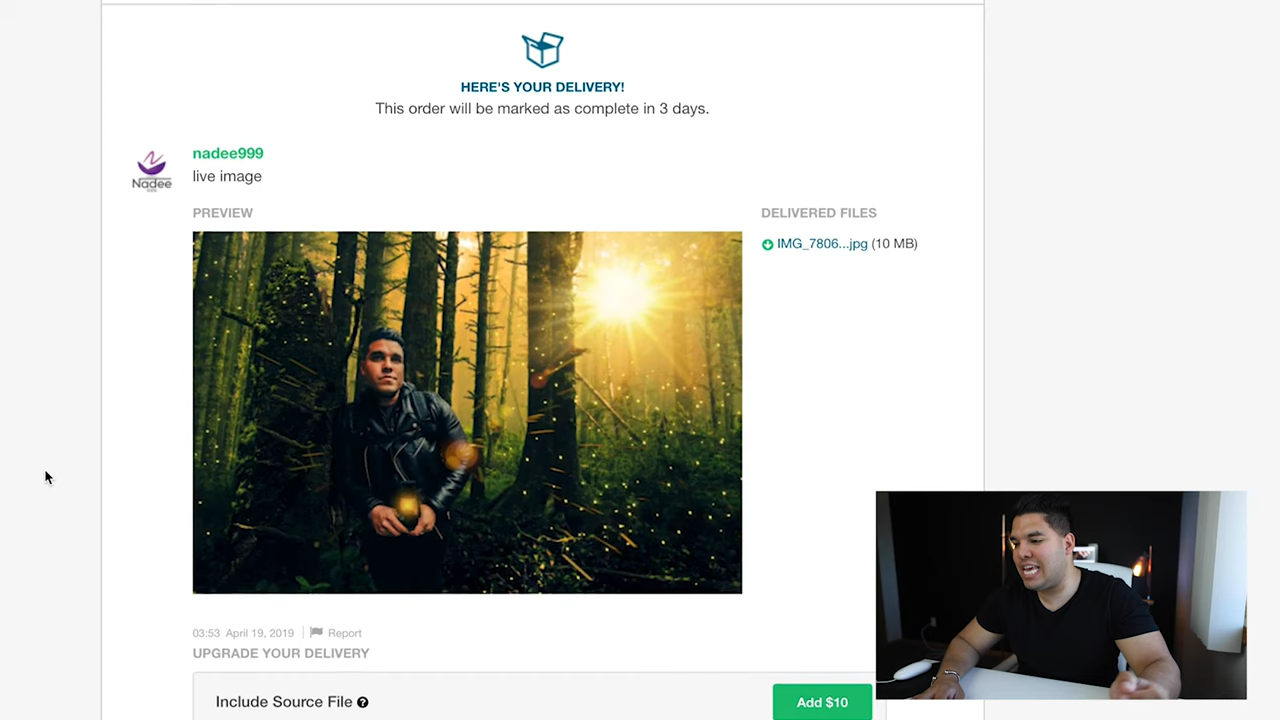 HERE'S YOUR DELIVERY!
This order will be marked as complete in 3 days.
nadee999
Nadee
live image
PREVIEW
DELIVERED FILES
IMG_7806...jpg (10 MB)
03:53 April 19, 2019
Report
UPGRADE YOUR DELIVERY
Include Source File ?
Add $10